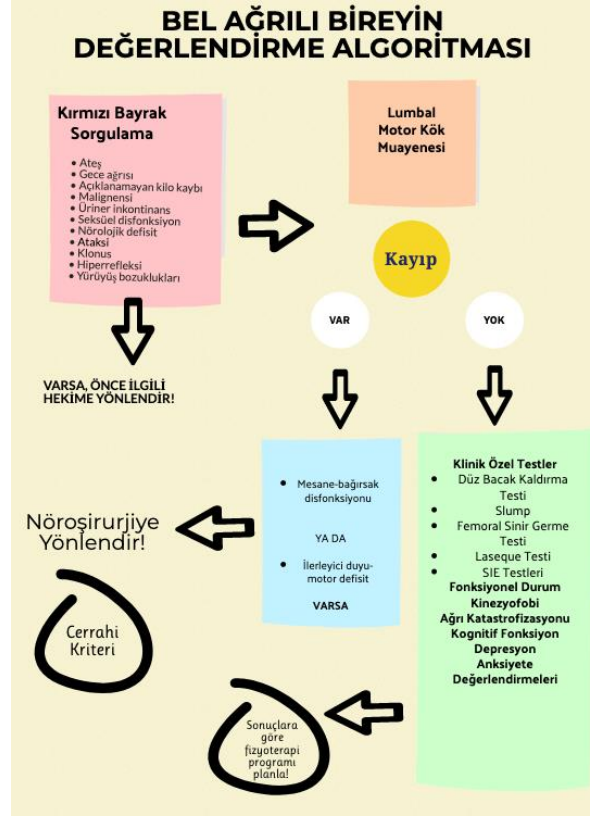 BEL AĞRILI BİREYİN
DEĞERLENDİRME ALGORİTMASI
Kırmızı Bayrak
Sorgulama
• Ateş
• Gece ağrısı
• Açıklanamayan kilo kaybı
• Malignensi
• Üriner inkontinans
• Seksüel disfonksiyon
• Nörolojik defisit
• Ataksi
• Klonus
• Hiperrefleksi
• Yürüyüş bozuklukları
VARSA, ÖNCE İLGİLİ
HEKİME YÖNLENDİR!
Lumbal
Motor Kök
Muayenesi
Kayıp
VAR
YOK
• Mesane-bağırsak
disfonksiyonu
YA DA
• İlerleyici duyu-
motor defisit
VARSA
Nöroşirurjiye
Yönlendir!
Cerrahi
Kriteri
Klinik Özel Testler
• Düz Bacak Kaldırma
Testi
• Slump
• Femoral Sinir Germe
Testi
• Laseque Testi
• SIE Testleri
Fonksiyonel Durum
Kinezyofobi
Ağrı Katastrofizasyonu
Kognitif Fonksiyon
Depresyon
Anksiyete
Değerlendirmeleri
Sonuçlara
göre
fizyoterapi
programı
planla!